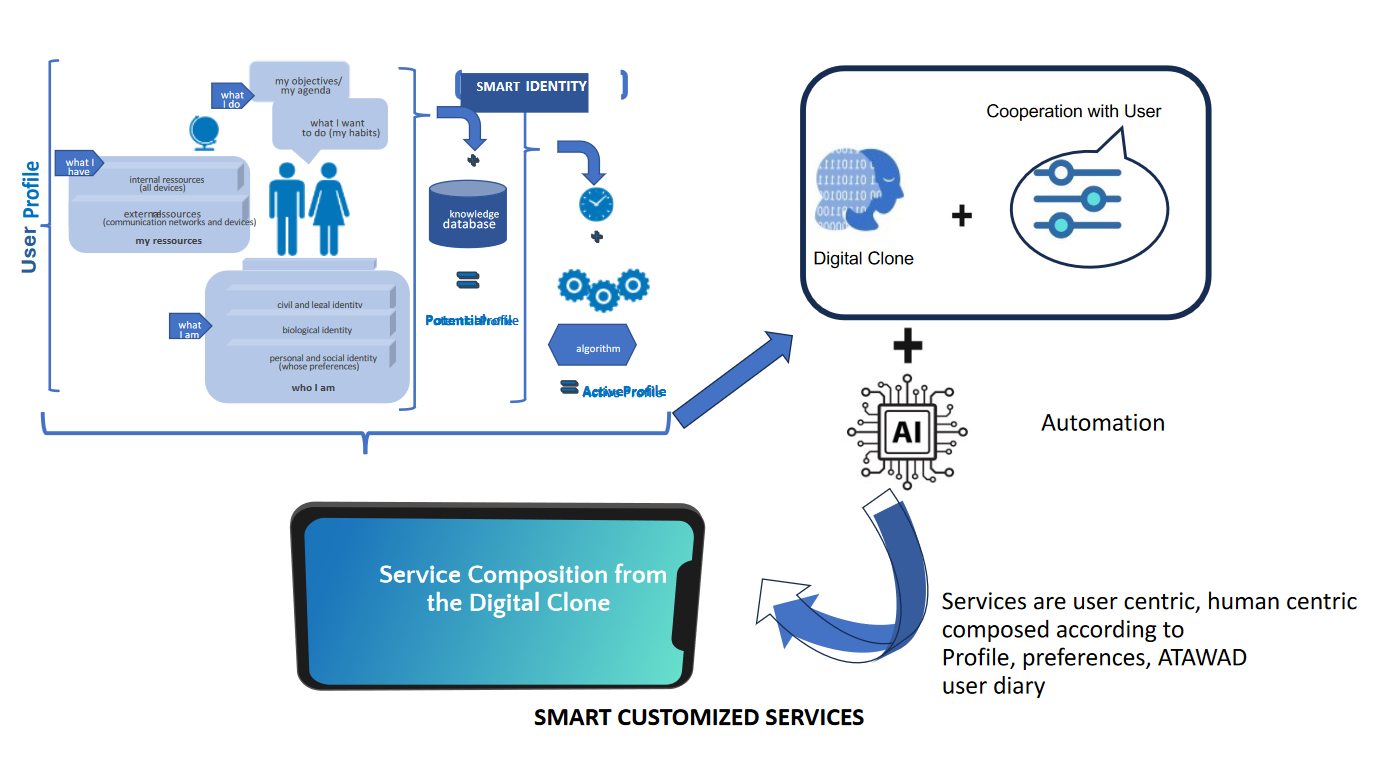 User Profile
what
I do
my objectives/
my agenda
what I want
to do (my habits)
what I
have
internal ressources
(all devices)
external ressources
(communication networks and devices)
my ressources
what
I am
civil and legal identity
biological identity
personal and social identity
(whose preferences)
who I am
SMART IDENTITY
knowledge
database
Potential Profile
algorithm
Active Profile
Cooperation with User
Digital Clone
AI
Automation
Service Composition from
the Digital Clone
Services are user centric, human centric
composed according to
Profile, preferences, ATAWAD
user diary
SMART CUSTOMIZED SERVICES